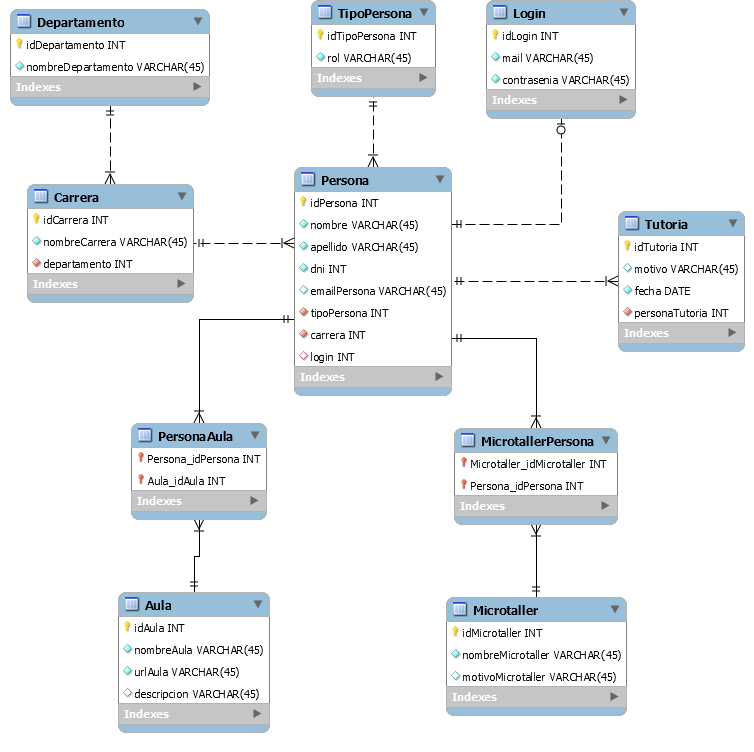 Departamento
idDepartamento INT
nombreDepartamento VARCHAR(45)
Indexes
TipoPersona
idTipoPersona INT
rol VARCHAR(45)
Indexes
Login
idLogin INT
mail VARCHAR(45)
contrasenia VARCHAR(45)
Indexes
Carrera
idCarrera INT
nombreCarrera VARCHAR(45)
departamento INT
Indexes
Persona
idPersona INT
nombre VARCHAR(45)
apellido VARCHAR(45)
dni INT
emailPersona VARCHAR(45)
tipoPersona INT
carrera INT
login INT
Indexes
Tutoria
idTutoria INT
motivo VARCHAR(45)
fecha DATE
personaTutoria INT
Indexes
PersonaAula
Persona_idPersona INT
Aula_idAula INT
Indexes
MicrotallerPersona
Microtaller_idMicrotaller INT
Persona_idPersona INT
Indexes
Aula
idAula INT
nombreAula VARCHAR(45)
urlAula VARCHAR(45)
descripcion VARCHAR(45)
Indexes
Microtaller
idMicrotaller INT
nombreMicrotaller VARCHAR(45)
motivoMicrotaller VARCHAR(45)
Indexes